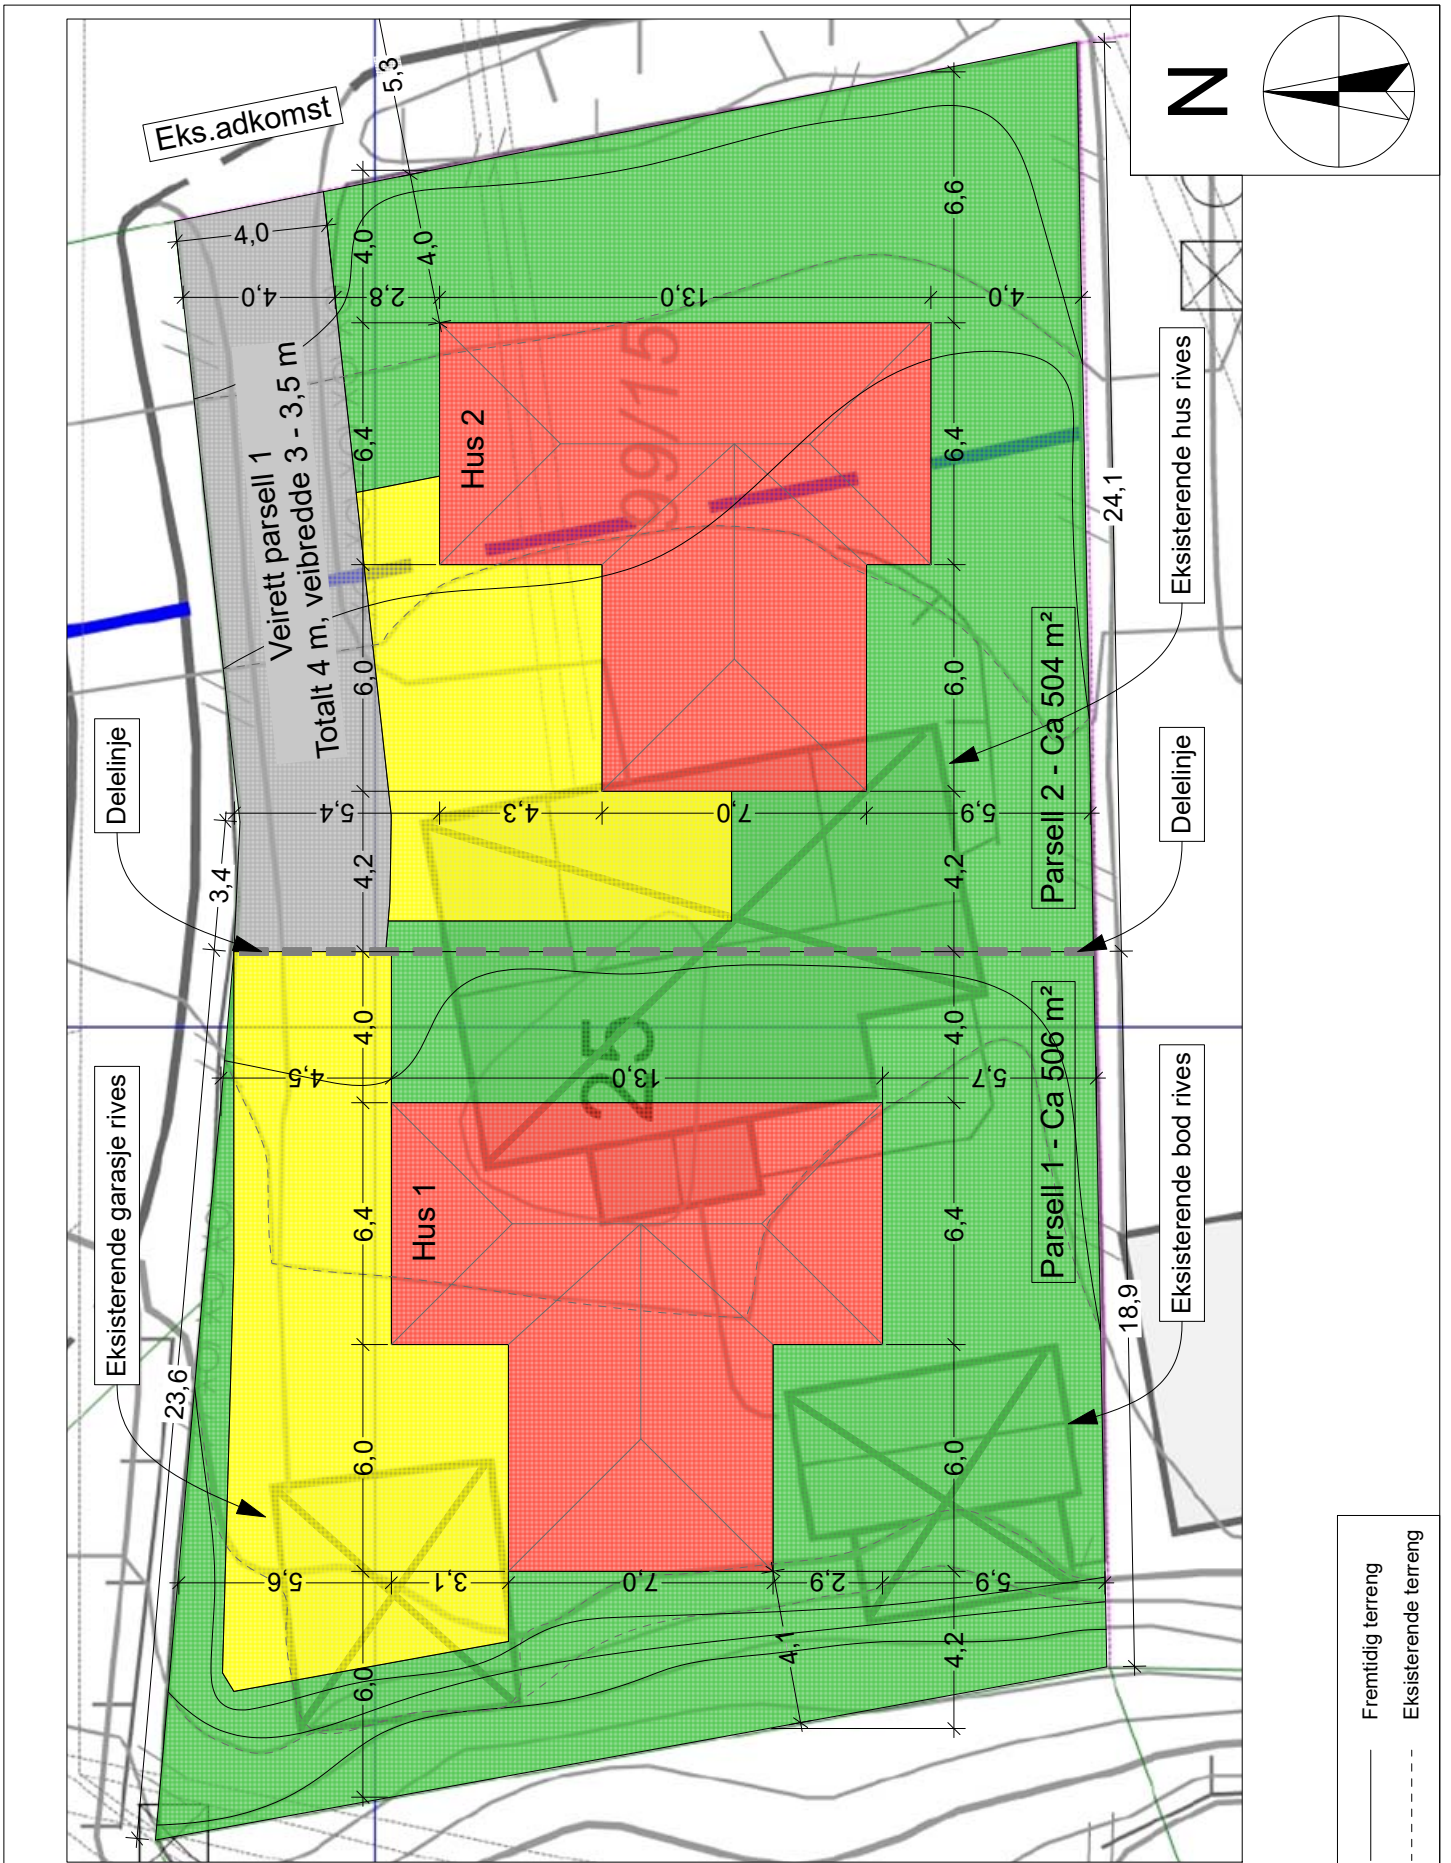 N
Eks.adkomst
5,3
4,0
4,0
4,0
4,0
2,8
13,0
4,0
6,6
Veirett parsell 1
Totalt 4 m, veibredde 3 - 3,5 m
Hus 2
99/15
6,4
6,4
6,0
6,0
24,1
Eksisterende hus rives
Parsell 2 - Ca 504 m²
Delelinje
Delelinje
5,4
4,3
7,0
5,9
3,4
4,2
4,2
4,0
4,0
25
4,5
13,0
5,7
Parsell 1 - Ca 506 m²
Eksisterende garasje rives
Eksisterende bod rives
Hus 1
6,4
6,4
23,6
18,9
6,0
6,0
5,6
3,1
7,0
2,9
5,9
6,0
4,1
4,2
Fremtidig terreng
Eksisterende terreng